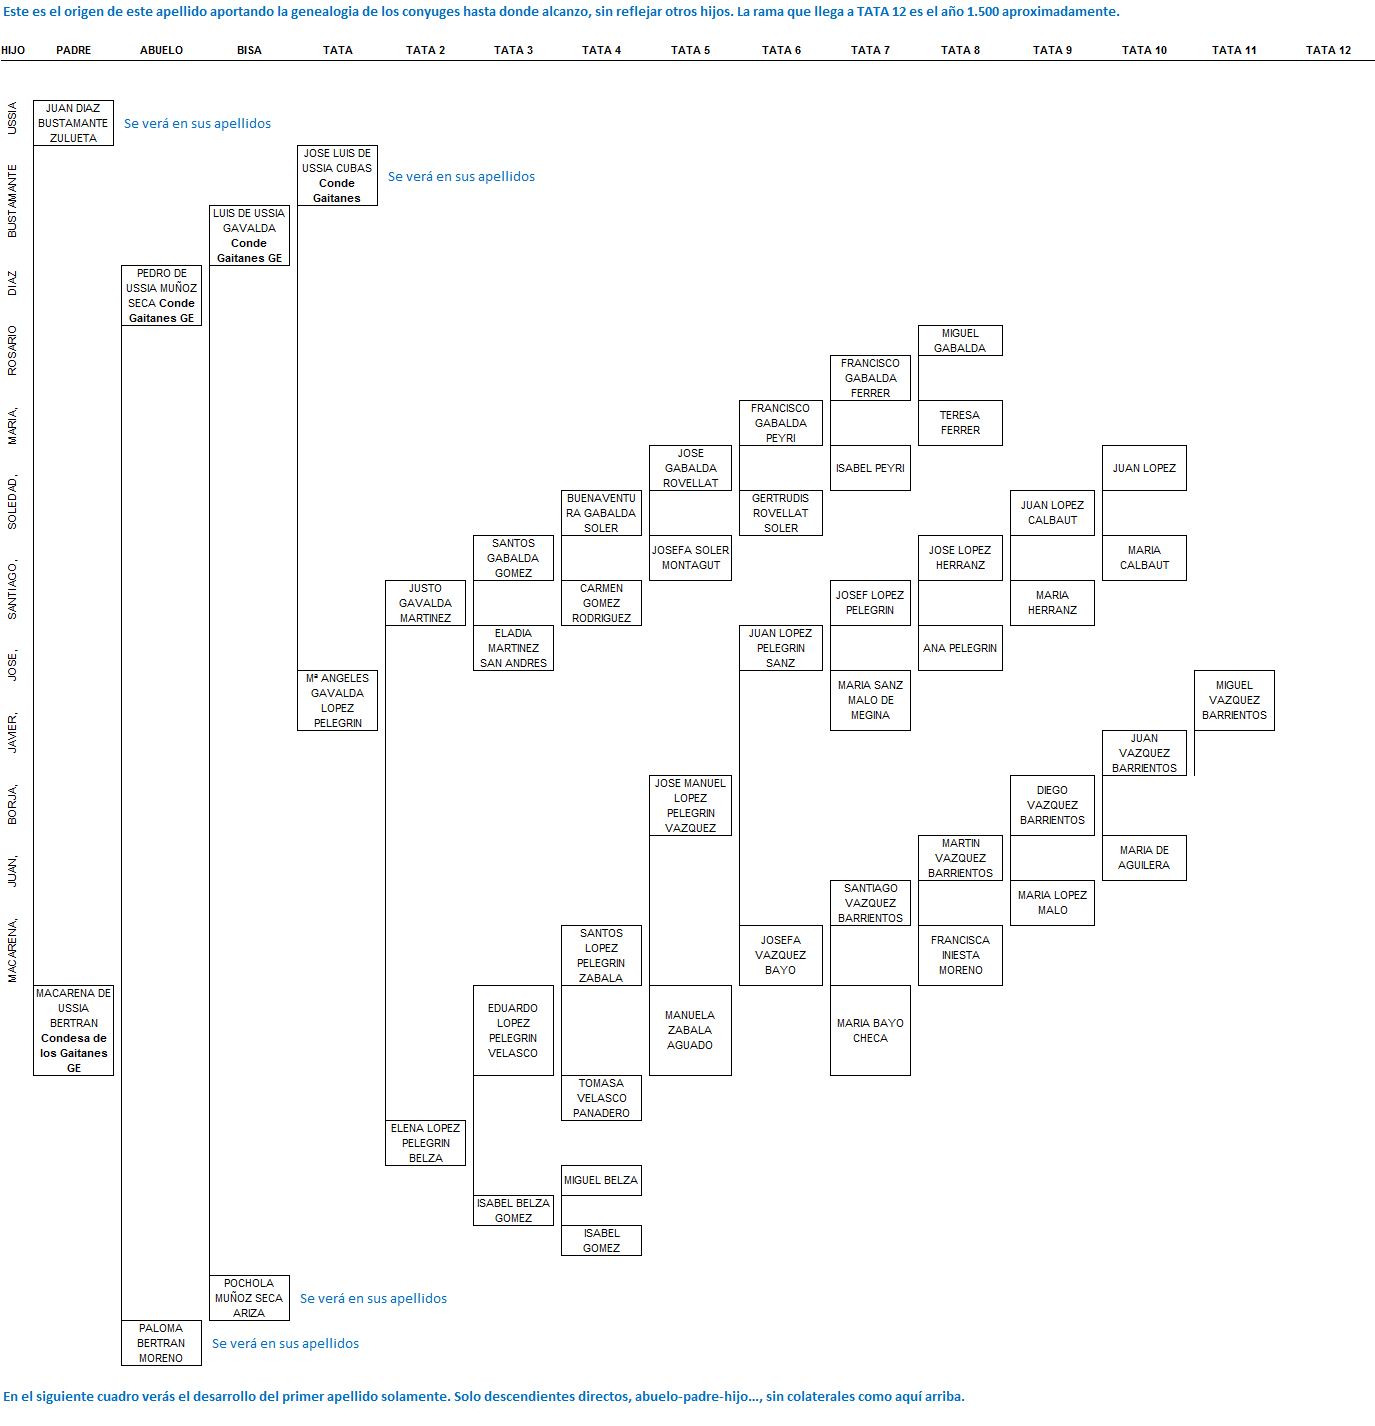 Este es el origen de este apellido aportando la genealogia de los conyuges hasta donde alcanzo, sin reflejar otros hijos. La rama que llega a TATA 12 es el año 1.500 aproximadamente.
HIJO PADRE ABUELO BISA TATA TATA 2 TATA 3 TATA 4 TATA 5 TATA 6 TATA 7 TATA 8 TATA 9 TATA 10 TATA 11 TATA 12
MACARENA, JUAN, BORJA, JAVIER, JOSE, SANTIAGO, SOLEDAD, MARIA, ROSARIO DIAZ BUSTAMANTE USSIA
JUAN DIAZ
BUSTAMANTE
ZULUETA
Se verá en sus apellidos
JOSE LUIS DE
USSIA CUBAS
Conde
Gaitanes
Se verá en sus apellidos
LUIS DE USSIA
GAVALDA
Conde
Gaitanes GE
PEDRO DE
USSIA MUÑOZ
SECA Conde
Gaitanes GE
MIGUEL
GABALDA
FRANCISCO
GABALDA
FERRER
FRANCISCO
GABALDA
PEYRI
TERESA
FERRER
JOSE
GABALDA
ROVELLAT
ISABEL PEYRI
JUAN LOPEZ
BUENAVENTU
RA GABALDA
SOLER
GERTRUDIS
ROVELLAT
SOLER
JUAN LOPEZ
CALBAUT
SANTOS
GABALDA
GOMEZ
JOSEFA SOLER
MONTAGUT
JOSE LOPEZ
HERRANZ
MARIA
CALBAUT
JUSTO
GAVALDA
MARTINEZ
CARMEN
GOMEZ
RODRIGUEZ
JOSEF LOPEZ
PELEGRIN
MARIA
HERRANZ
ELADIA
MARTINEZ
SAN ANDRES
JUAN LOPEZ
PELEGRIN
SANZ
ANA PELEGRIN
Mª ANGELES
GAVALDA
LOPEZ
PELEGRIN
MARIA SANZ
MALO DE
MEGINA
MIGUEL
VAZQUEZ
BARRIENTOS
JUAN
VAZQUEZ
BARRIENTOS
JOSE MANUEL
LOPEZ
PELEGRIN
VAZQUEZ
DIEGO
VAZQUEZ
BARRIENTOS
MARTIN
VAZQUEZ
BARRIENTOS
MARIA DE
AGUILERA
SANTIAGO
VAZQUEZ
BARRIENTOS
MARIA LOPEZ
MALO
SANTOS
LOPEZ
PELEGRIN
ZABALA
JOSEFA
VAZQUEZ
BAYO
FRANCISCA
INIESTA
MORENO
MACARENA DE
USSIA
BERTRAN
Condesa de
los Gaitanes
GE
EDUARDO
LOPEZ
PELEGRIN
VELASCO
MANUELA
ZABALA
AGUADO
MARIA BAYO
CHECA
TOMASA
VELASCO
PANADERO
ELENA LOPEZ
PELEGRIN
BELZA
MIGUEL BELZA
ISABEL BELZA
GOMEZ
ISABEL
GOMEZ
POCHOLA
MUÑOZ SECA
ARIZA
Se verá en sus apellidos
PALOMA
BERTRAN
MORENO
Se verá en sus apellidos
En el siguiente cuadro verás el desarrollo del primer apellido solamente. Solo descendientes directos, abuelo-padre-hijo..., sin colaterales como aquí arriba.